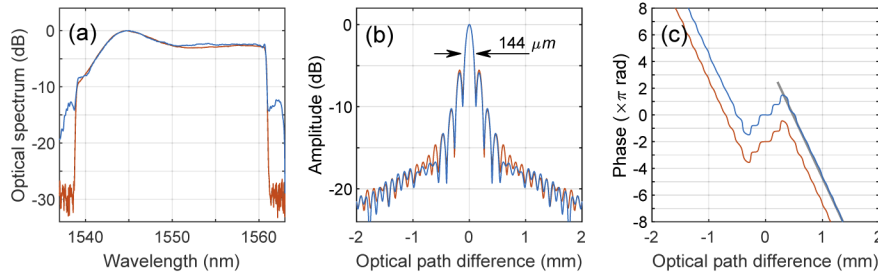 (a)
0
-10
-20
-30
Optical spectrum (dB)
1540 1550 1560
Wavelength (nm)
(b)
144 μm
0
-10
-20
Amplitude (dB)
-2 -1 0 1 2
Optical path difference (mm)
(c)
8
6
4
2
0
-2
-4
-6
-8
Phase (×π rad)
-2 -1 0 1 2
Optical path difference (mm)